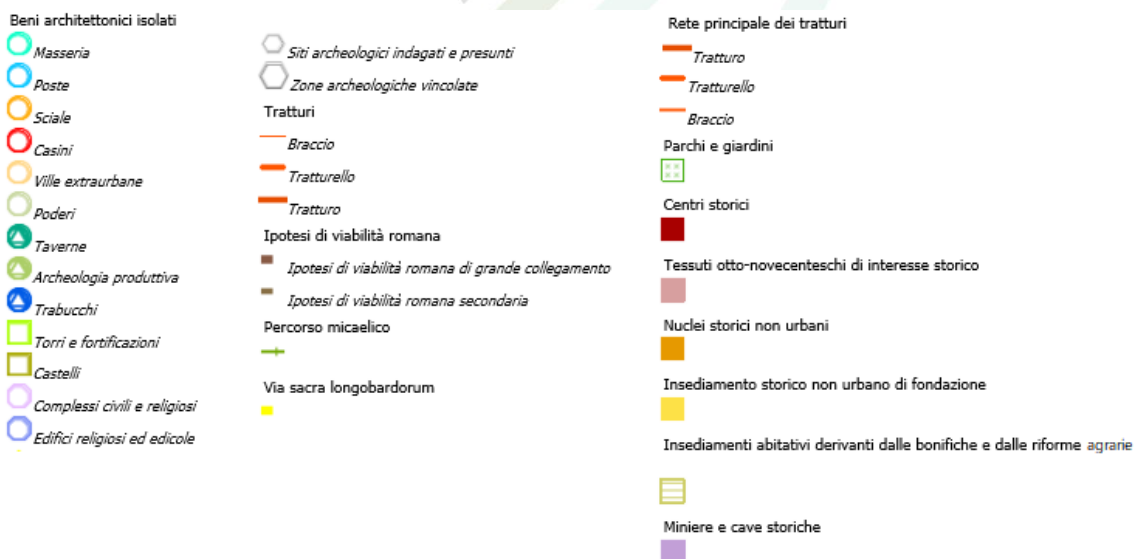 Beni architettonici isolati
Masseria
Poste
Sciale
Casini
Ville extraurbane
Poderi
Taverne
Archeologia produttiva
Trabucchi
Torri e fortificazioni
Castelli
Complessi civili e religiosi
Edifici religiosi ed edicole
Siti archeologici indagati e presunti
Zone archeologiche vincolate
Tratturi
Braccio
Tratturello
Tratturo
Ipotesi di viabilità romana
Ipotesi di viabilità romana di grande collegamento
Ipotesi di viabilità romana secondaria
Percorso micaelico
Via sacra longobardorum
Rete principale dei tratturi
Tratturo
Tratturello
Braccio
Parchi e giardini
Centri storici
Tessuti otto-novecenteschi di interesse storico
Nuclei storici non urbani
Insediamento storico non urbano di fondazione
Insediamenti abitativi derivanti dalle bonifiche e dalle riforme agrarie
Miniere e cave storiche